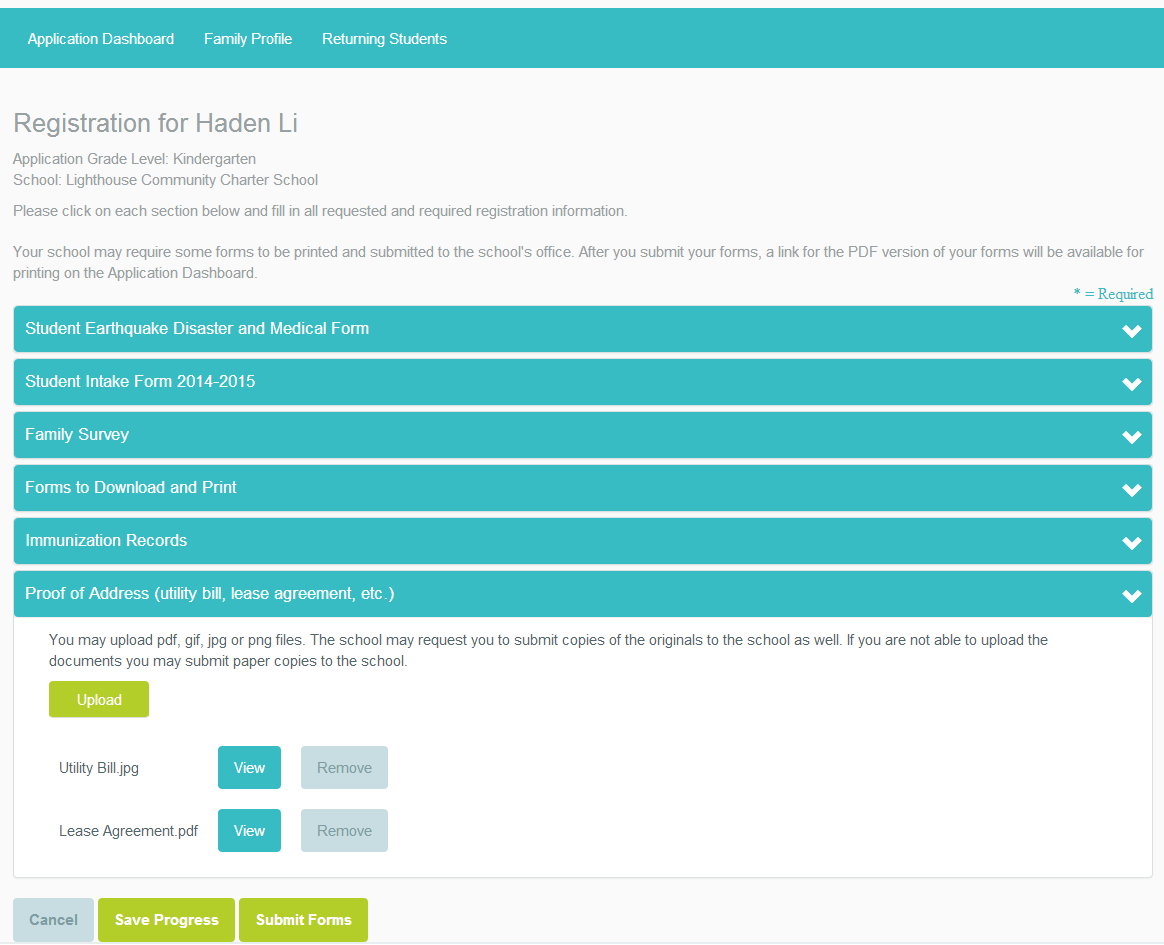 Application Dashboard Family Profile Returning Students
Registration for Haden Li
Application Grade Level: Kindergarten
School: Lighthouse Community Charter School
Please click on each section below and fill in all requested and required registration information.
Your school may require some forms to be printed and submitted to the school's office. After you submit your forms, a link for the PDF version of your forms will be available for
printing on the Application Dashboard.
* = Required
Student Earthquake Disaster and Medical Form
Student Intake Form 2014-2015
Family Survey
Forms to Download and Print
Immunization Records
Proof of Address (utility bill, lease agreement, etc.)
You may upload pdf, gif, jpg or png files. The school may request you to submit copies of the originals to the school as well. If you are not able to upload the
documents you may submit paper copies to the school.
Upload
Utility Bill.jpg View Remove
Lease Agreement.pdf View Remove
Cancel Save Progress Submit Forms